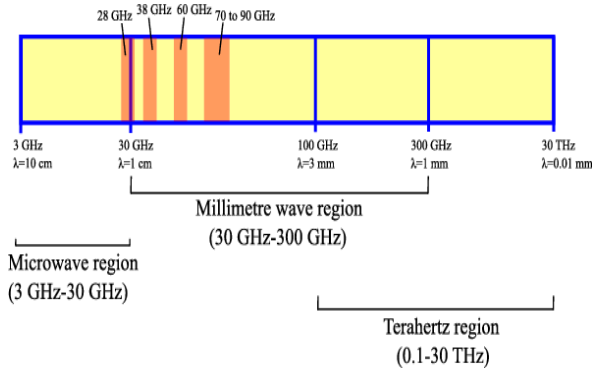 28 GHz 38 GHz 60 GHz 70 to 90 GHz
3 GHz 30 GHz 100 GHz 300 GHz 30 THz
λ=10 cm λ=1 cm λ=3 mm λ=1 mm λ=0.01 mm
Millimetre wave region
(30 GHz-300 GHz)
Microwave region
(3 GHz-30 GHz)
Terahertz region
(0.1-30 THz)